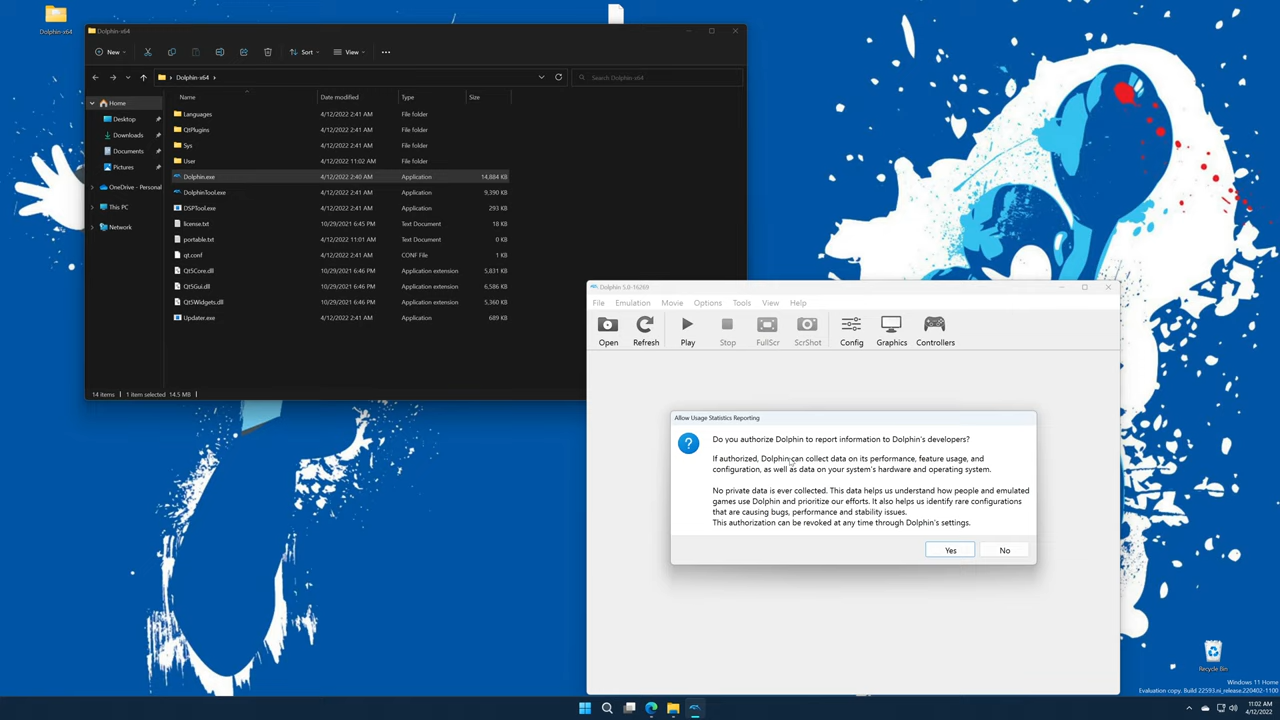 Dolphin-x64
Dolphin-x64
New
Sort
View
Dolphin-x64
Search Dolphin-x64
Name
Date modified
Type
Size
Home
Desktop
Downloads
Documents
Pictures
OneDrive - Personal
This PC
Network
Languages 4/12/2022 2:41 AM File folder
QtPlugins 4/12/2022 2:41 AM File folder
Sys 4/12/2022 2:41 AM File folder
User 4/12/2022 11:02 AM File folder
Dolphin.exe 4/12/2022 2:40 AM Application 14,884 KB
DolphinTool.exe 4/12/2022 2:41 AM Application 9,390 KB
DSPTool.exe 4/12/2022 2:41 AM Application 293 KB
license.txt 10/29/2021 6:45 PM Text Document 18 KB
portable.txt 4/12/2022 11:01 AM Text Document 0 KB
qt.conf 4/12/2022 2:41 AM CONF File 1 KB
Qt5Core.dll 10/29/2021 6:46 PM Application extension 5,831 KB
Qt5Gui.dll 10/29/2021 6:46 PM Application extension 6,586 KB
Qt5Widgets.dll 10/29/2021 6:46 PM Application extension 5,360 KB
Updater.exe 4/12/2022 2:41 AM Application 689 KB
14 items
1 item selected 14.5 MB
Dolphin 5.0-16269
File Emulation Movie Options Tools View Help
Open Refresh Play Stop FullScr ScrShot Config Graphics Controllers
Allow Usage Statistics Reporting
Do you authorize Dolphin to report information to Dolphin's developers?
If authorized, Dolphin can collect data on its performance, feature usage, and
configuration, as well as data on your system's hardware and operating system.
No private data is ever collected. This data helps us understand how people and emulated
games use Dolphin and prioritize our efforts. It also helps us identify rare configurations
that are causing bugs, performance and stability issues.
This authorization can be revoked at any time through Dolphin's settings.
Yes
No
Recycle Bin
Windows 11 Home
Evaluation copy. Build 22593.ni_release.220402-1100
11:02 AM
4/12/2022